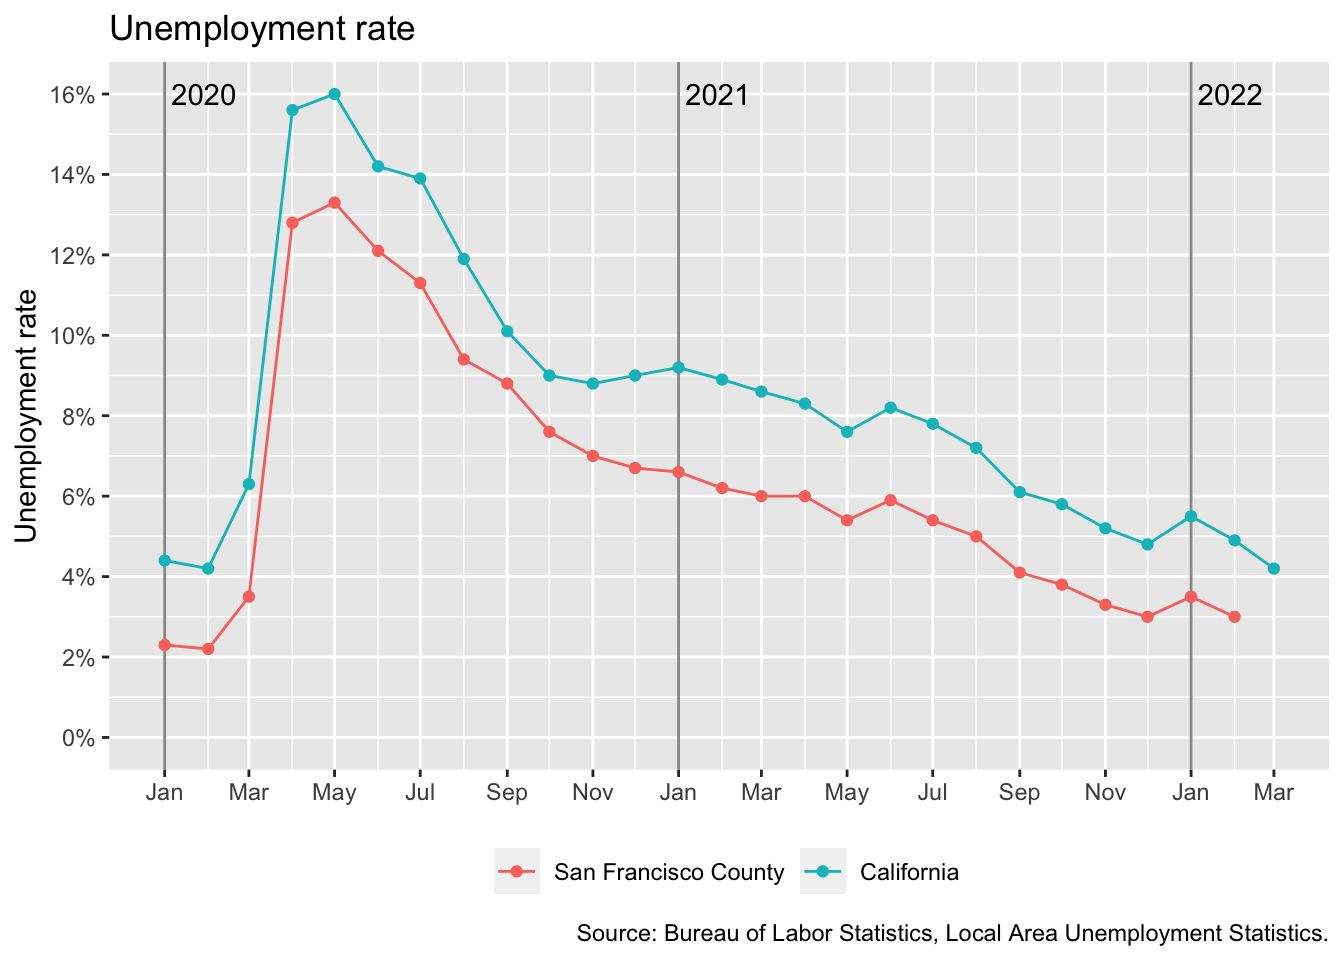 Unemployment rate
2020 2021 2022
16%
14%
12%
10%
8%
6%
4%
2%
0%
Unemployment rate
Jan Mar May Jul Sep Nov Jan Mar May Jul Sep Nov Jan Mar
San Francisco County California
Source: Bureau of Labor Statistics, Local Area Unemployment Statistics.